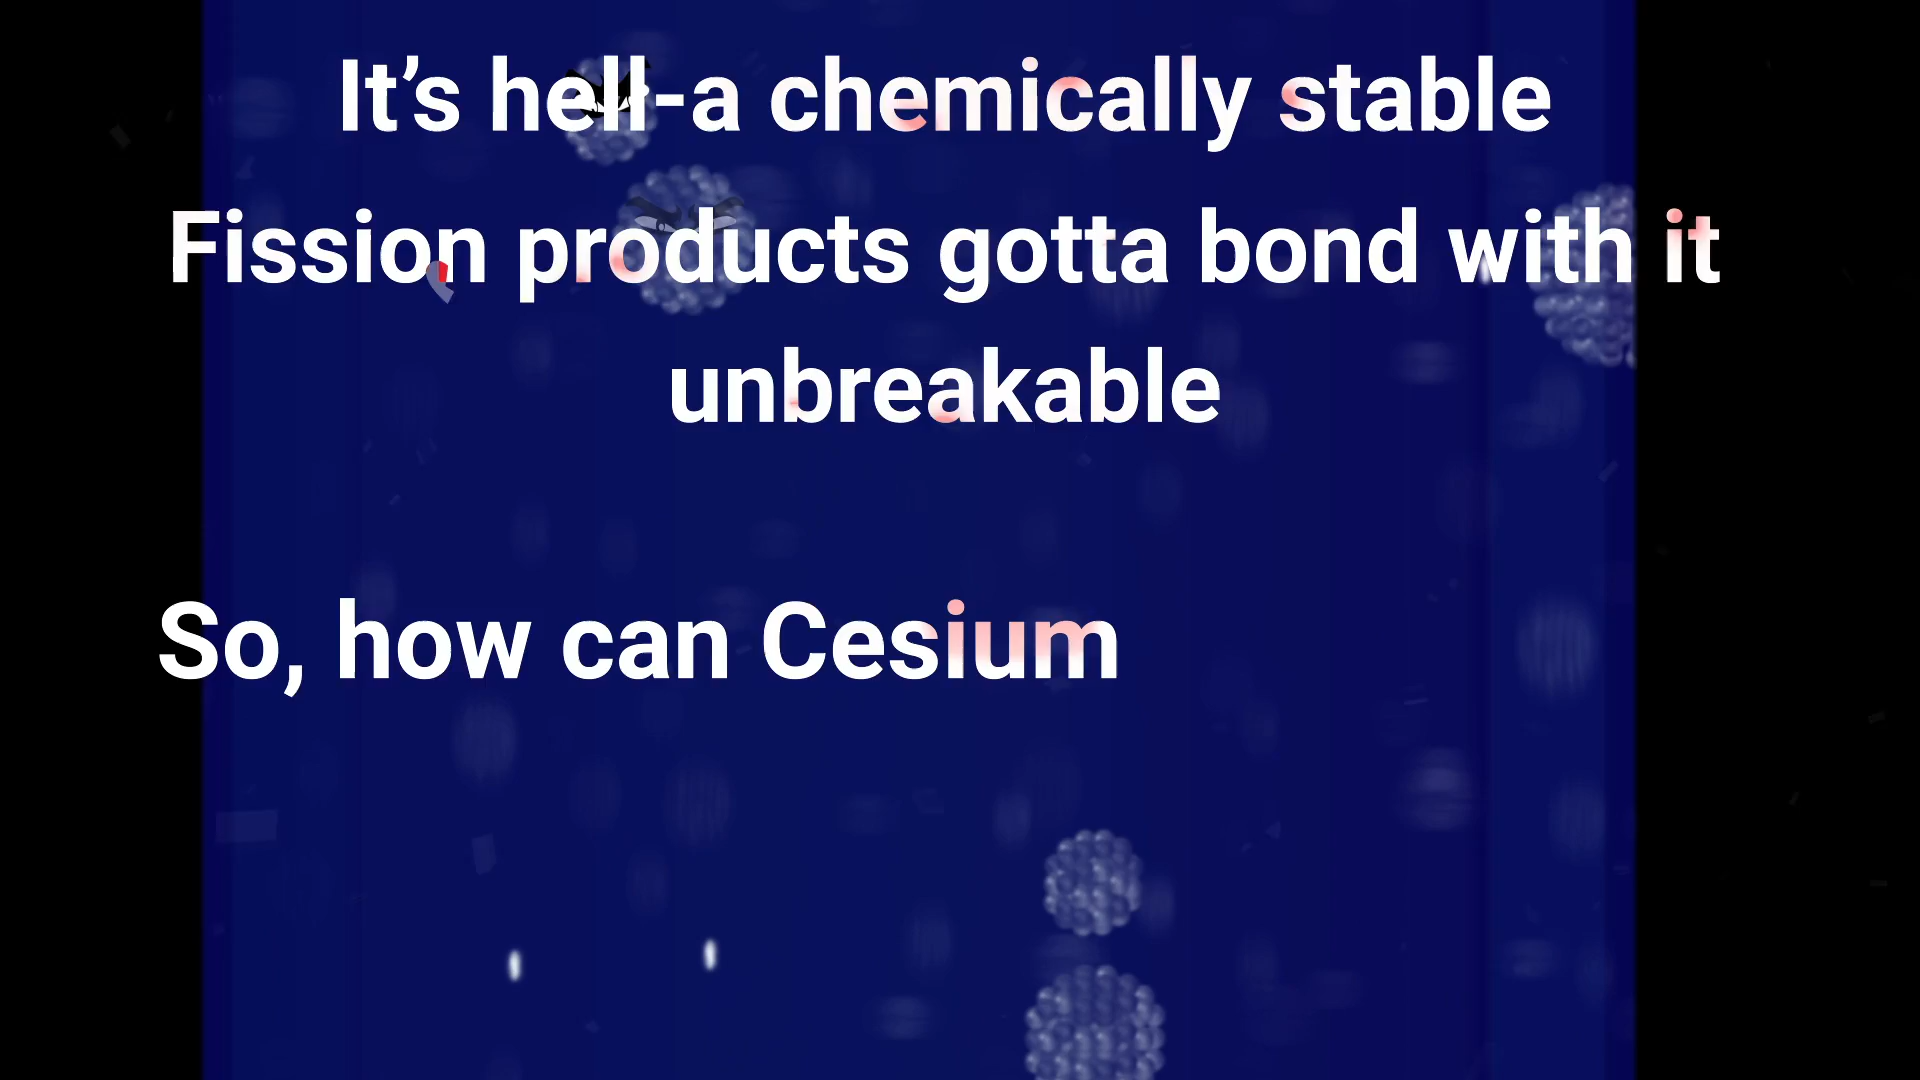 It’s hell-a chemically stable
Fission products gotta bond with it
unbreakable
So, how can Cesium